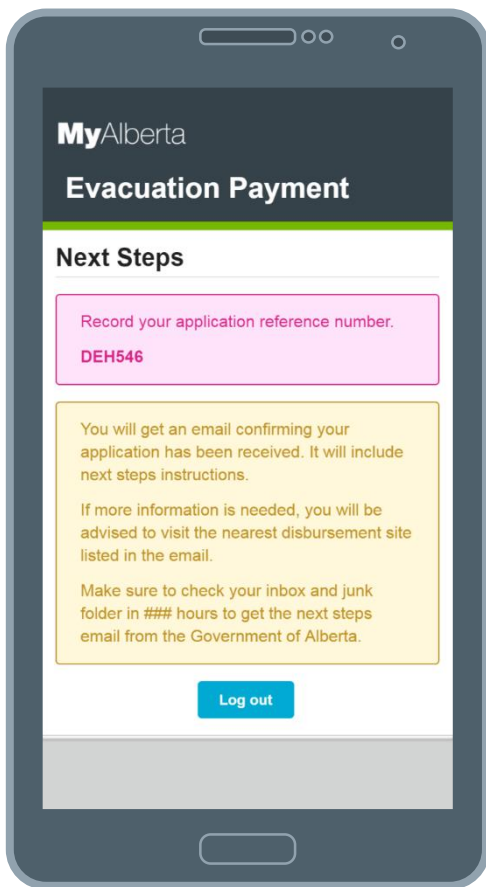 MyAlberta
Evacuation Payment
Next Steps
Record your application reference number.
DEH546
You will get an email confirming your
application has been received. It will include
next steps instructions.
If more information is needed, you will be
advised to visit the nearest disbursement site
listed in the email.
Make sure to check your inbox and junk
folder in ### hours to get the next steps
email from the Government of Alberta.
Log out